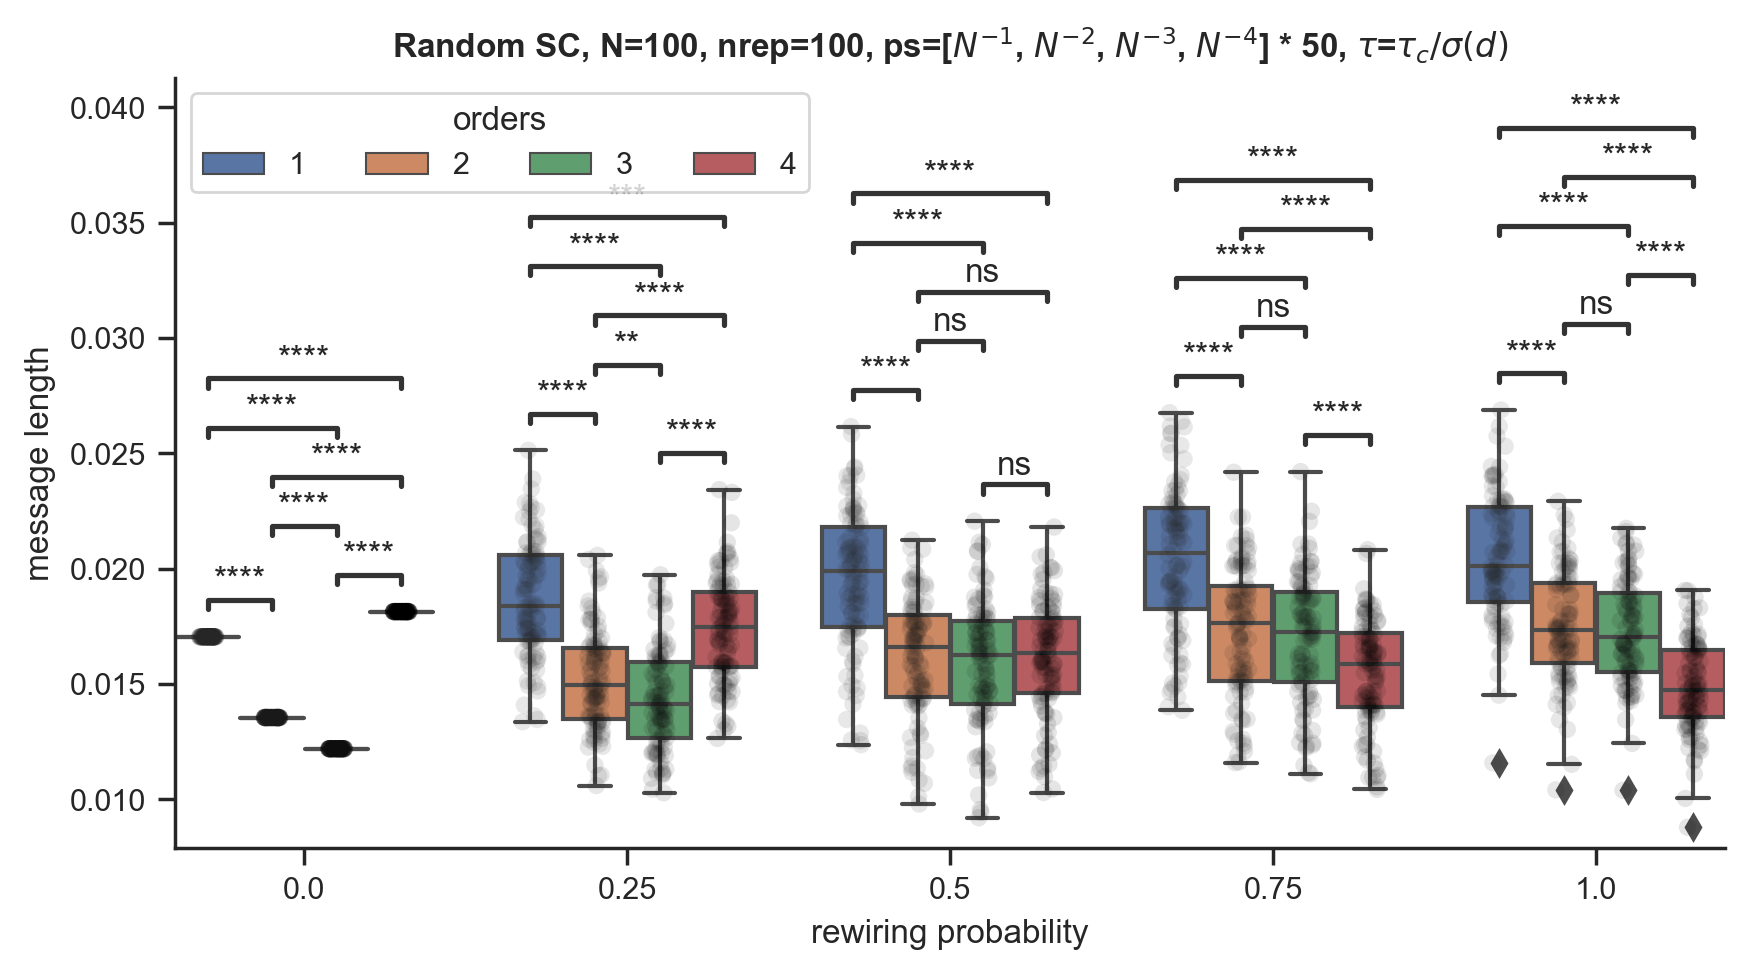 Random SC, N=100, nrep=100, ps=[N⁻¹, N⁻², N⁻³, N⁻⁴] * 50, τ=τ_c/σ(d)
orders
1 2 3 4
message length
0.040
0.035
0.030
0.025
0.020
0.015
0.010
****
****
****
****
****
****
***
****
****
**
****
****
****
****
ns
ns
****
ns
****
****
****
ns
****
****
****
****
****
****
ns
****
0.0 0.25 0.5 0.75 1.0
rewiring probability